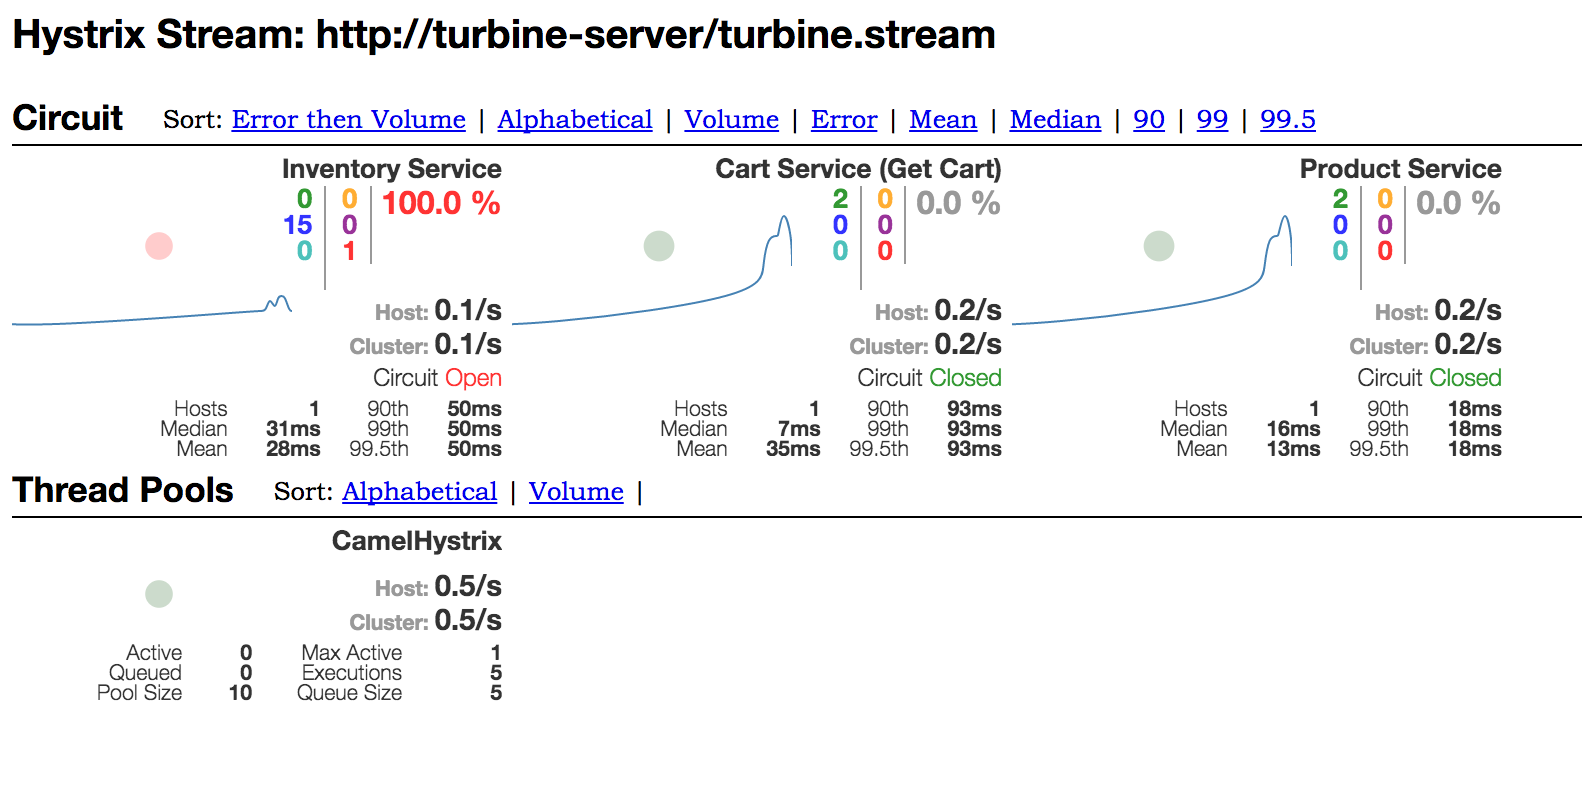 Hystrix Stream: http://turbine-server/turbine.stream
Circuit Sort: Error then Volume | Alphabetical | Volume | Error | Mean | Median | 90 | 99 | 99.5
Inventory Service
0 0 100.0 %
15 0
0 1
Host: 0.1/s
Cluster: 0.1/s
Circuit Open
Hosts 1 90th 50ms
Median 31ms 99th 50ms
Mean 28ms 99.5th 50ms
Cart Service (Get Cart)
2 0 0.0 %
0 0
0 0
Host: 0.2/s
Cluster: 0.2/s
Circuit Closed
Hosts 1 90th 93ms
Median 7ms 99th 93ms
Mean 35ms 99.5th 93ms
Product Service
2 0 0.0 %
0 0
0 0
Host: 0.2/s
Cluster: 0.2/s
Circuit Closed
Hosts 1 90th 18ms
Median 16ms 99th 18ms
Mean 13ms 99.5th 18ms
Thread Pools Sort: Alphabetical | Volume |
CamelHystrix
Host: 0.5/s
Cluster: 0.5/s
Active 0 Max Active 1
Queued 0 Executions 5
Pool Size 10 Queue Size 5